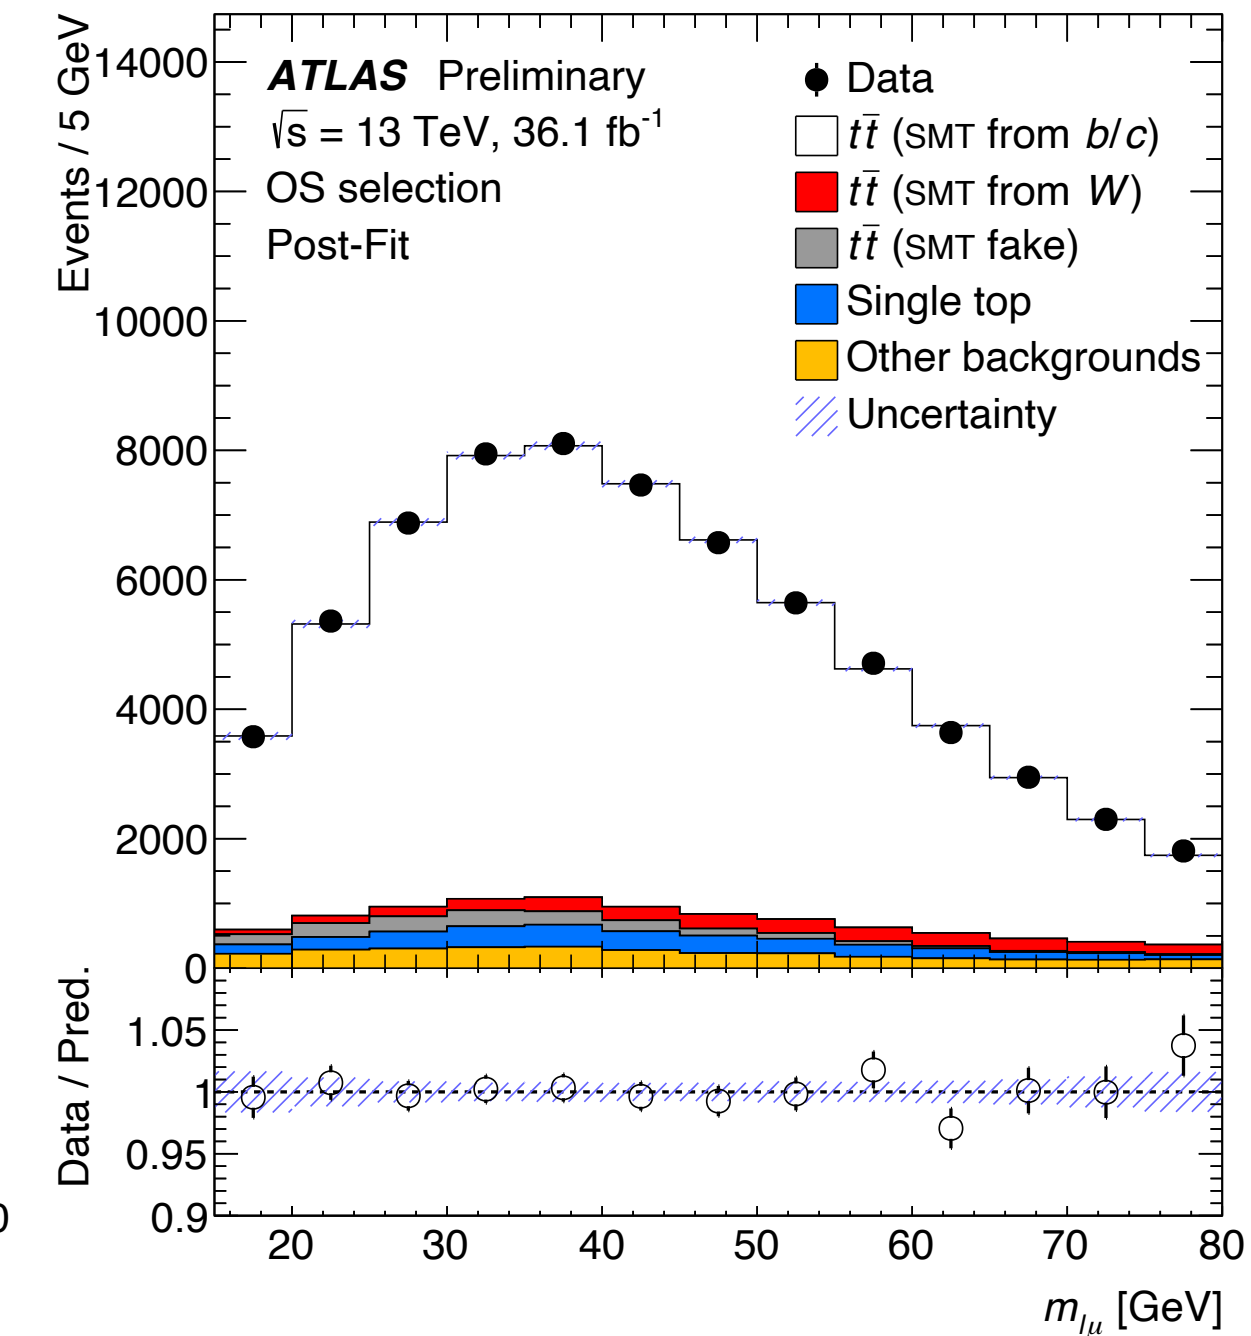 Events / 5 GeV
14000
12000
10000
8000
6000
4000
2000
0
ATLAS Preliminary
√s = 13 TeV, 36.1 fb⁻¹
OS selection
Post-Fit
Data
tt̄ (SMT from b/c)
tt̄ (SMT from W)
tt̄ (SMT fake)
Single top
Other backgrounds
Uncertainty
Data / Pred.
1.05
1
0.95
0.9
0
20 30 40 50 60 70 80
m_lμ [GeV]